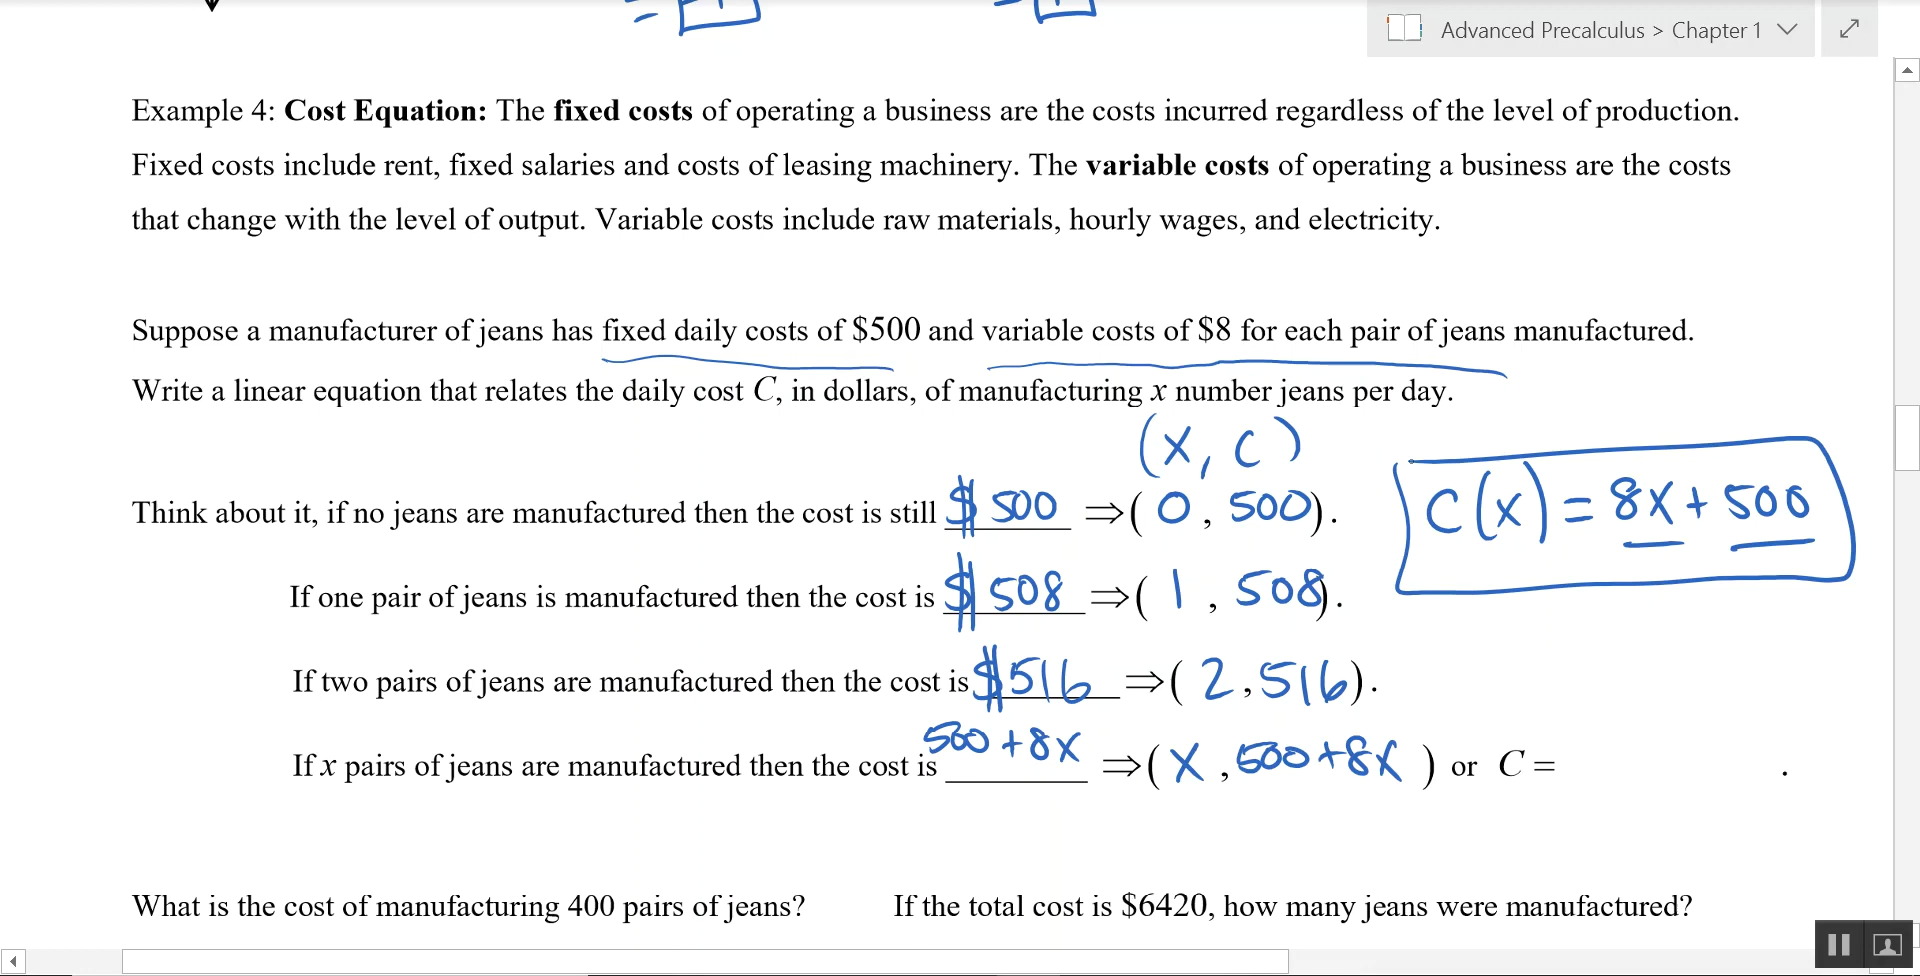 Advanced Precalculus > Chapter 1
Example 4: Cost Equation: The fixed costs of operating a business are the costs incurred regardless of the level of production.
Fixed costs include rent, fixed salaries and costs of leasing machinery. The variable costs of operating a business are the costs
that change with the level of output. Variable costs include raw materials, hourly wages, and electricity.
Suppose a manufacturer of jeans has fixed daily costs of $500 and variable costs of $8 for each pair of jeans manufactured.
Write a linear equation that relates the daily cost C, in dollars, of manufacturing x number jeans per day.
(x, C)
Think about it, if no jeans are manufactured then the cost is still $500 ⇒( 0, 500).
C(x) = 8x + 500
If one pair of jeans is manufactured then the cost is $508 ⇒( 1, 508).
If two pairs of jeans are manufactured then the cost is $516 ⇒( 2, 516).
If x pairs of jeans are manufactured then the cost is 500 + 8x ⇒( x, 500+8x ) or C = .
What is the cost of manufacturing 400 pairs of jeans? If the total cost is $6420, how many jeans were manufactured?